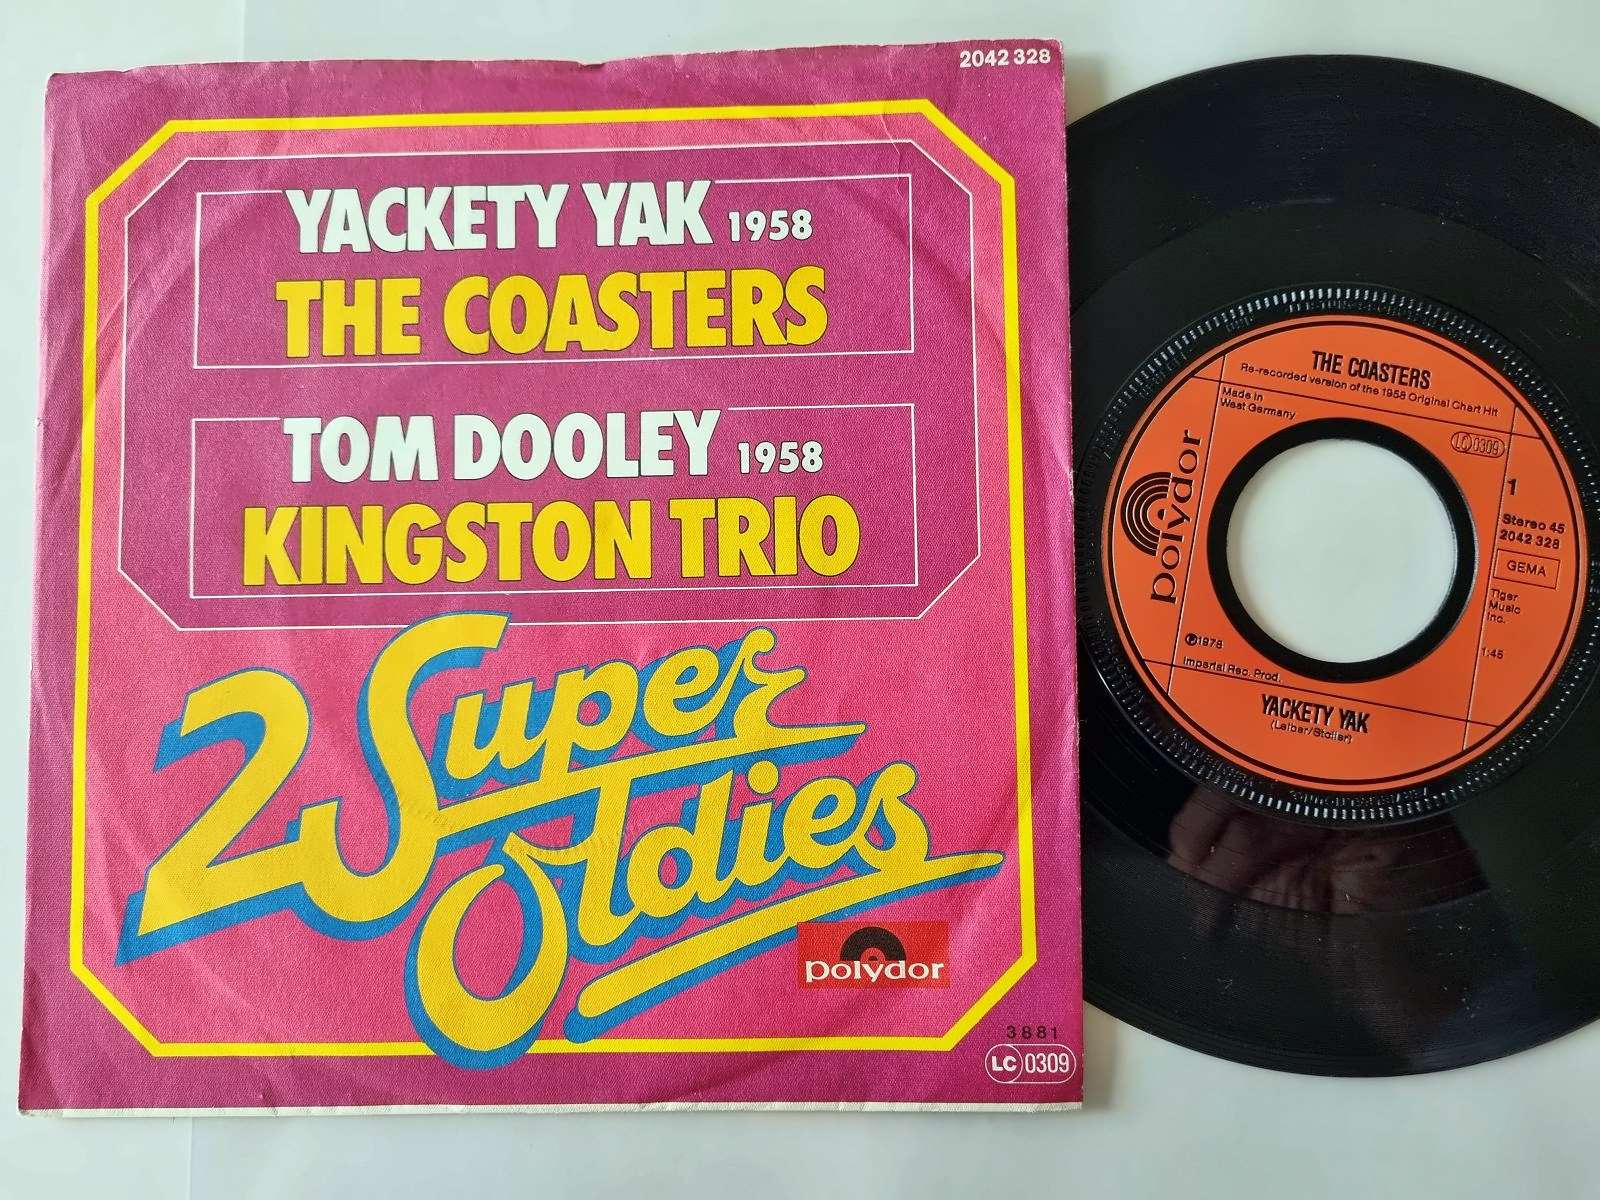 2042 328
YACKETY YAK 1958
THE COASTERS
TOM DOOLEY 1958
KINGSTON TRIO
2 Super Oldies
polydor
3881
LC 0309
THE COASTERS
Re-recorded version of the 1958 Original Chart Hit
Made in
West Germany
LC 0309
polydor
1
Stereo 45
2042 328
GEMA
Tiger
Music
Inc.
1:45
℗1978
Imperial Rec. Prod.
YACKETY YAK
(Leiber/Stoller)